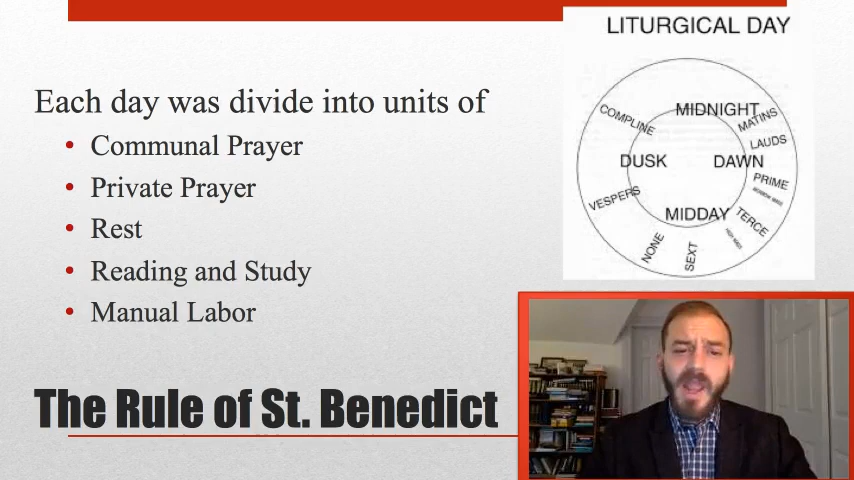 LITURGICAL DAY
Each day was divide into units of
• Communal Prayer
• Private Prayer
• Rest
• Reading and Study
• Manual Labor
MIDNIGHT
COMPLINE
MATINS
LAUDS
DUSK
DAWN
PRIME
VESPERS
MIDDAY
TERCE
NONE
SEXT
The Rule of St. Benedict